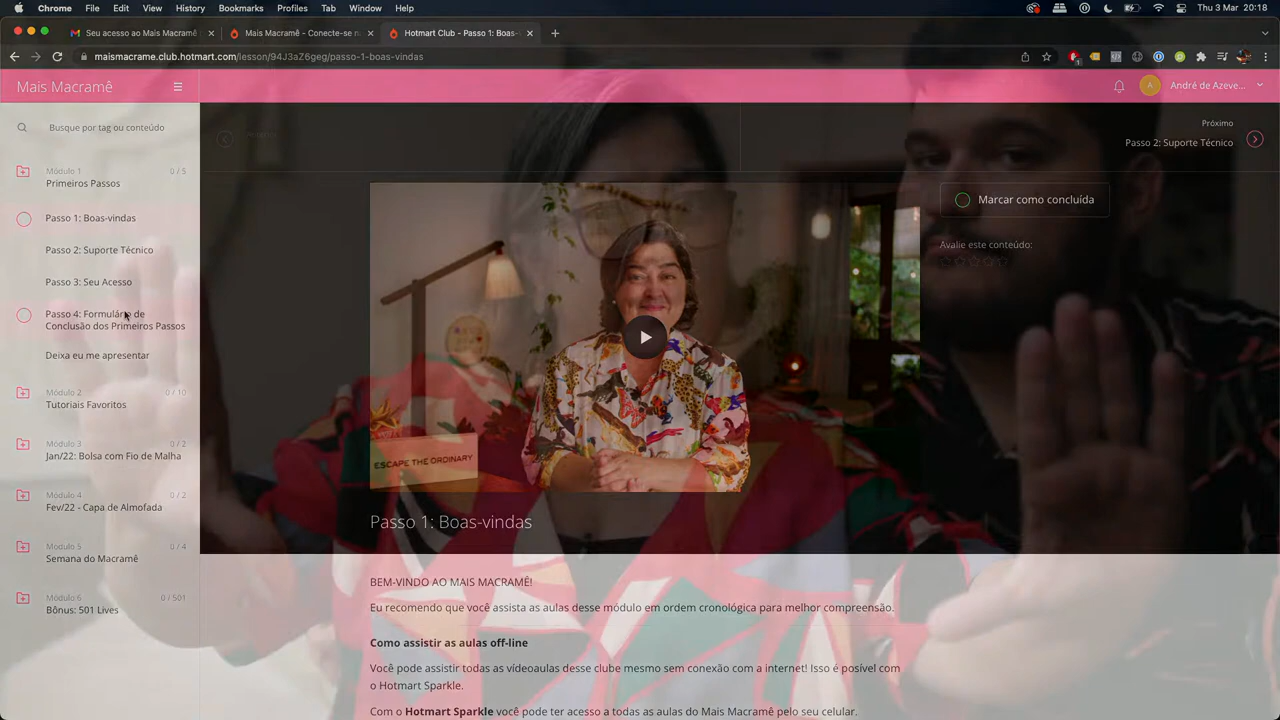 Chrome File Edit View History Bookmarks Profiles Tab Window Help
Thu 3 Mar 20:18
Seu acesso ao Mais Macramê
Mais Macramê - Conecte-se n
Hotmart Club - Passo 1: Boas-
maismacrame.club.hotmart.com/lesson/94J3aZ6geg/passo-1-boas-vindas
Mais Macramê
A
André de Azeve...
Busque por tag ou conteúdo
Próximo
Passo 2: Suporte Técnico
Módulo 1
0 / 5
Primeiros Passos
Passo 1: Boas-vindas
Passo 2: Suporte Técnico
Passo 3: Seu Acesso
Passo 4: Formulário de
Conclusão dos Primeiros Passos
Deixa eu me apresentar
Módulo 2
0 / 10
Tutoriais Favoritos
Módulo 3
0 / 2
Jan/22: Bolsa com Fio de Malha
Módulo 4
0 / 2
Fev/22 - Capa de Almofada
Módulo 5
0 / 4
Semana do Macramê
Módulo 6
0 / 501
Bônus: 501 Lives
Marcar como concluída
Avalie este conteúdo:
ESCAPE THE ORDINARY
Passo 1: Boas-vindas
BEM-VINDO AO MAIS MACRAMÊ!
Eu recomendo que você assista as aulas desse módulo em ordem cronológica para melhor compreensão.
Como assistir as aulas off-line
Você pode assistir todas as vídeoaulas desse clube mesmo sem conexão com a internet! Isso é posível com
o Hotmart Sparkle.
Com o Hotmart Sparkle você pode ter acesso a todas as aulas do Mais Macramê pelo seu celular.